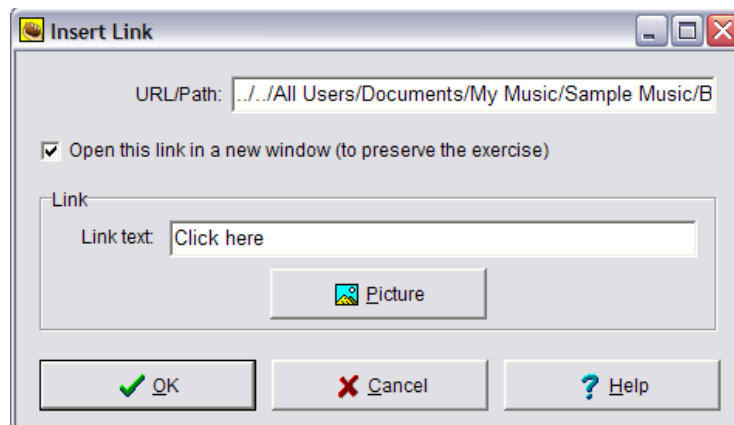 Insert Link
URL/Path: ../../All Users/Documents/My Music/Sample Music/B
Open this link in a new window (to preserve the exercise)
Link
Link text: Click here
Picture
OK Cancel Help